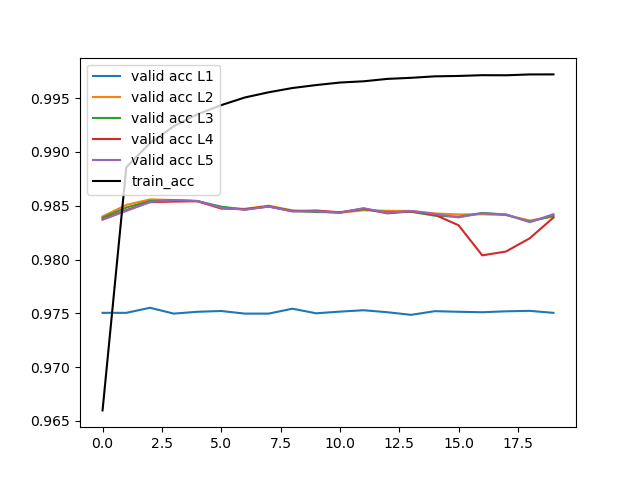 valid acc L1
valid acc L2
valid acc L3
valid acc L4
valid acc L5
train_acc
0.995
0.990
0.985
0.980
0.975
0.970
0.965
0.0 2.5 5.0 7.5 10.0 12.5 15.0 17.5